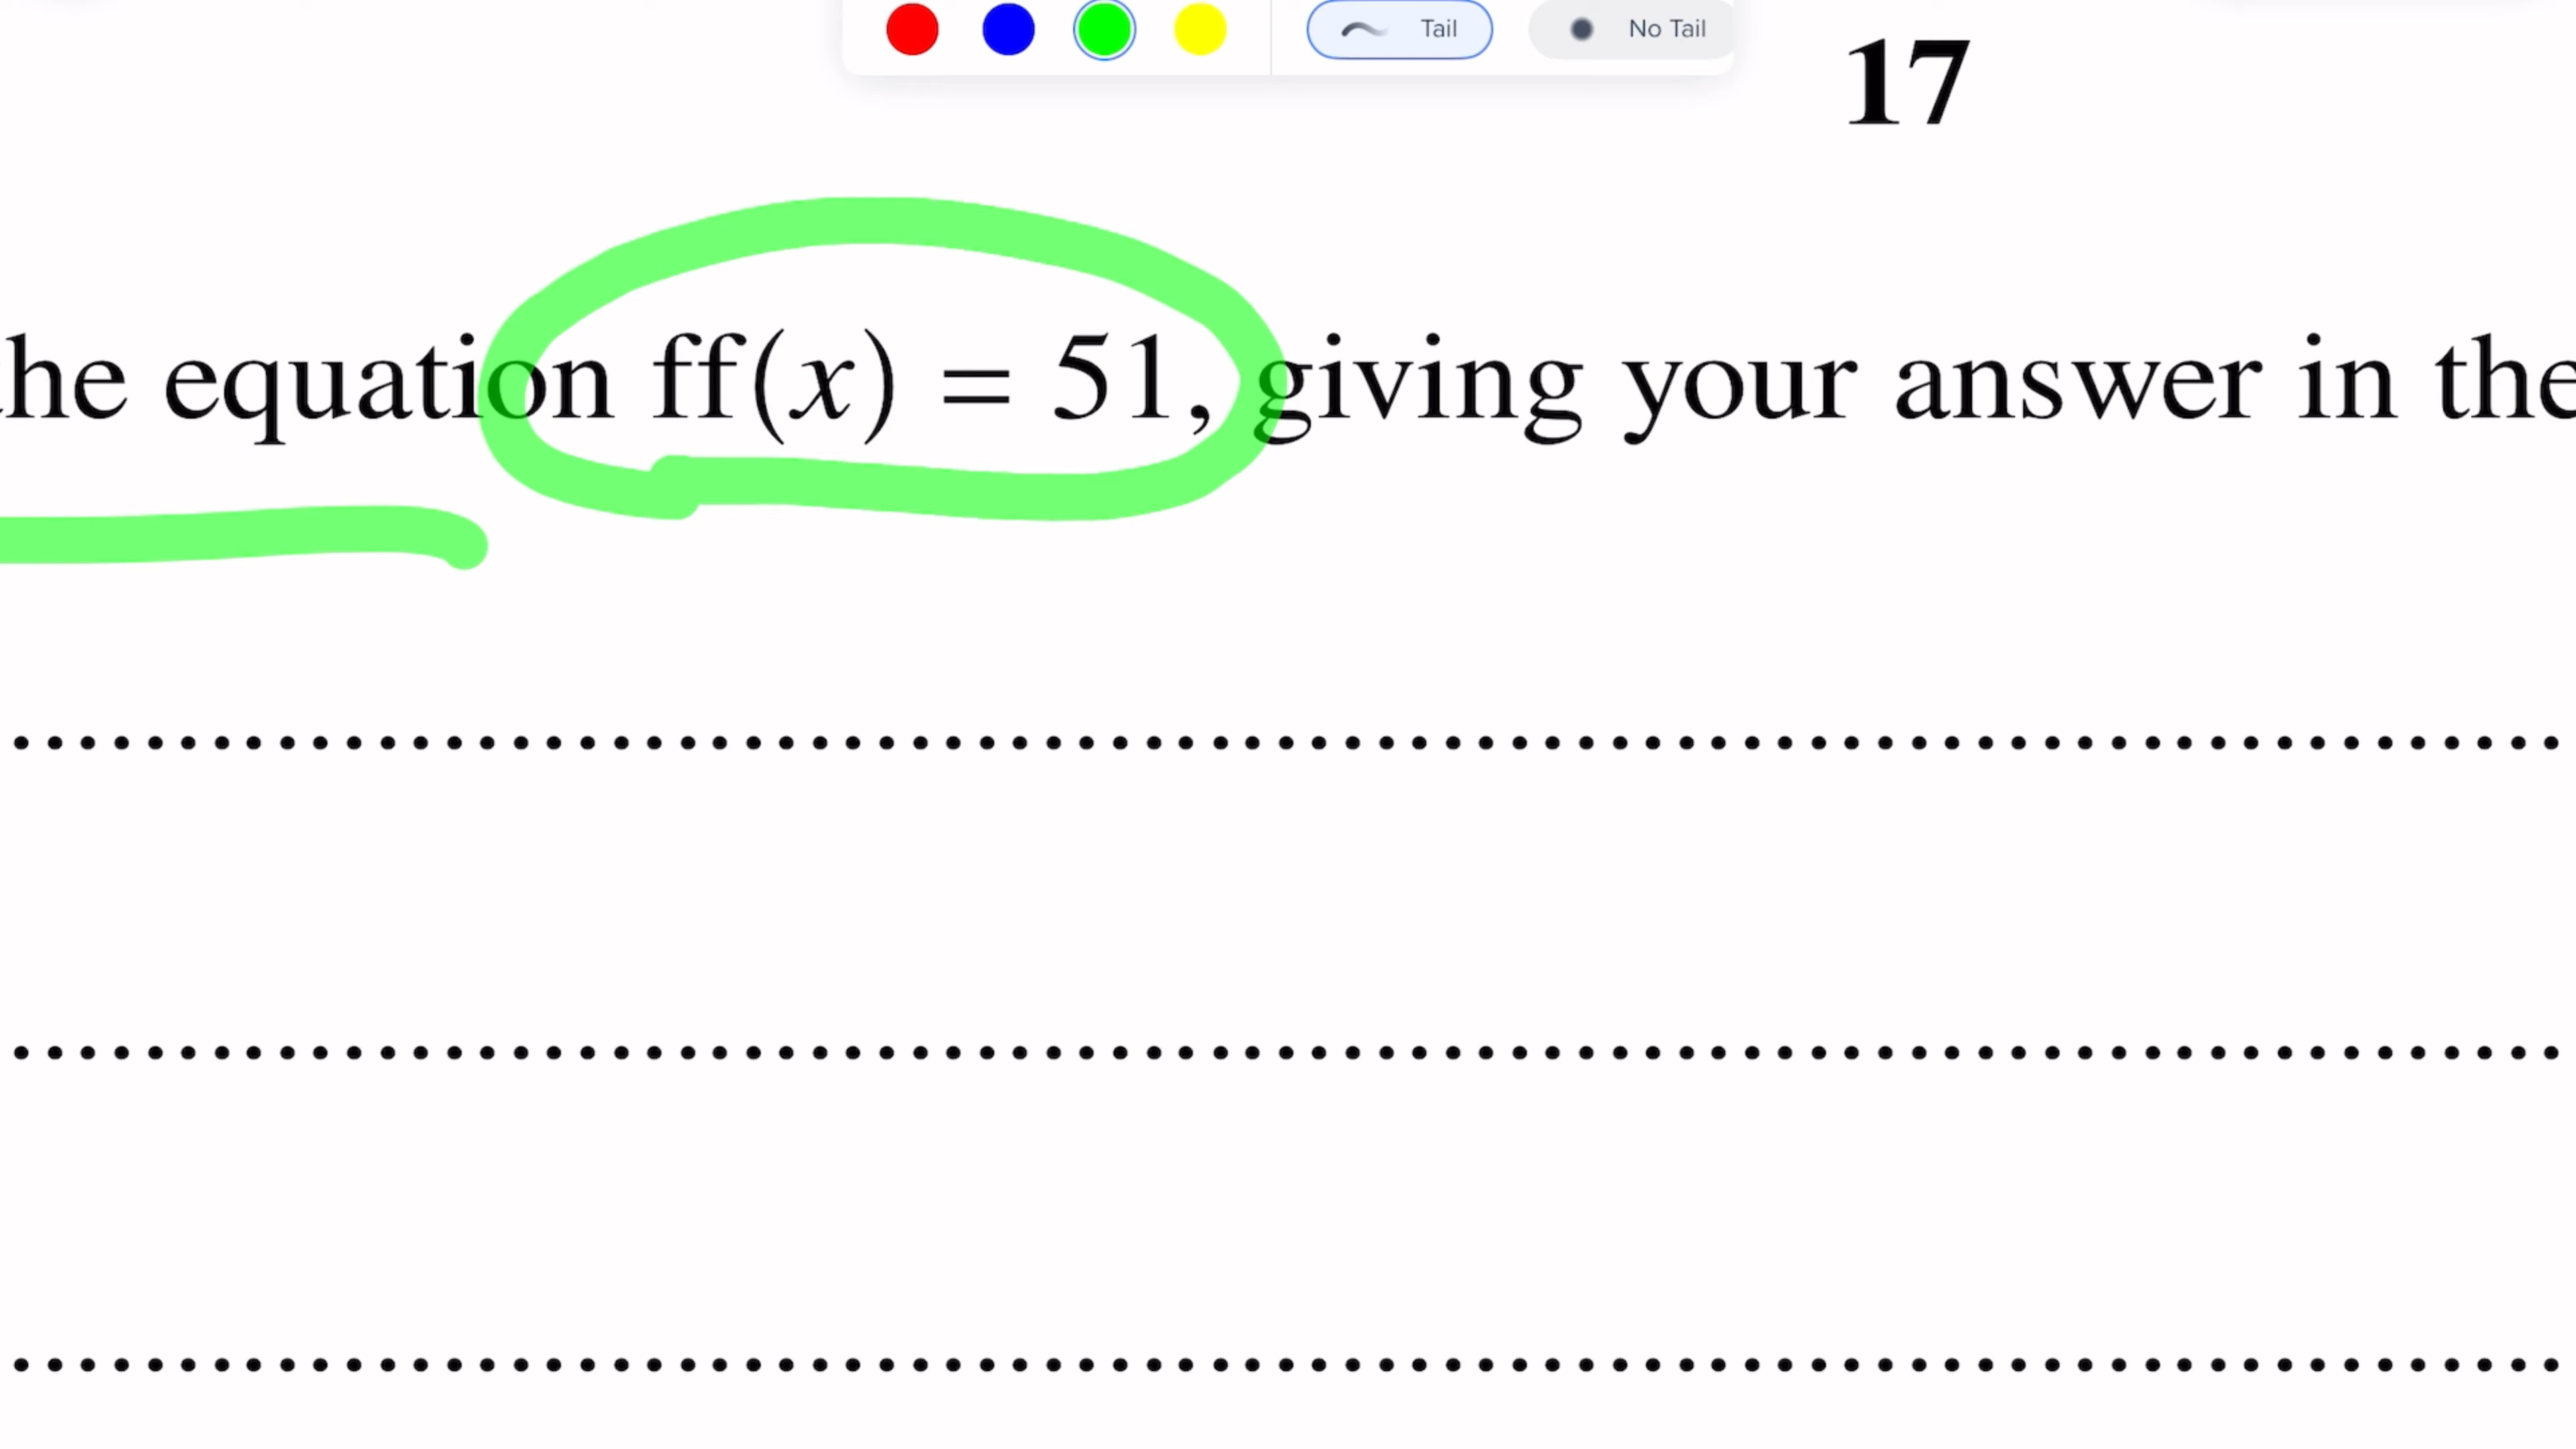 Tail No Tail
17
he equation ff(x) = 51, giving your answer in the